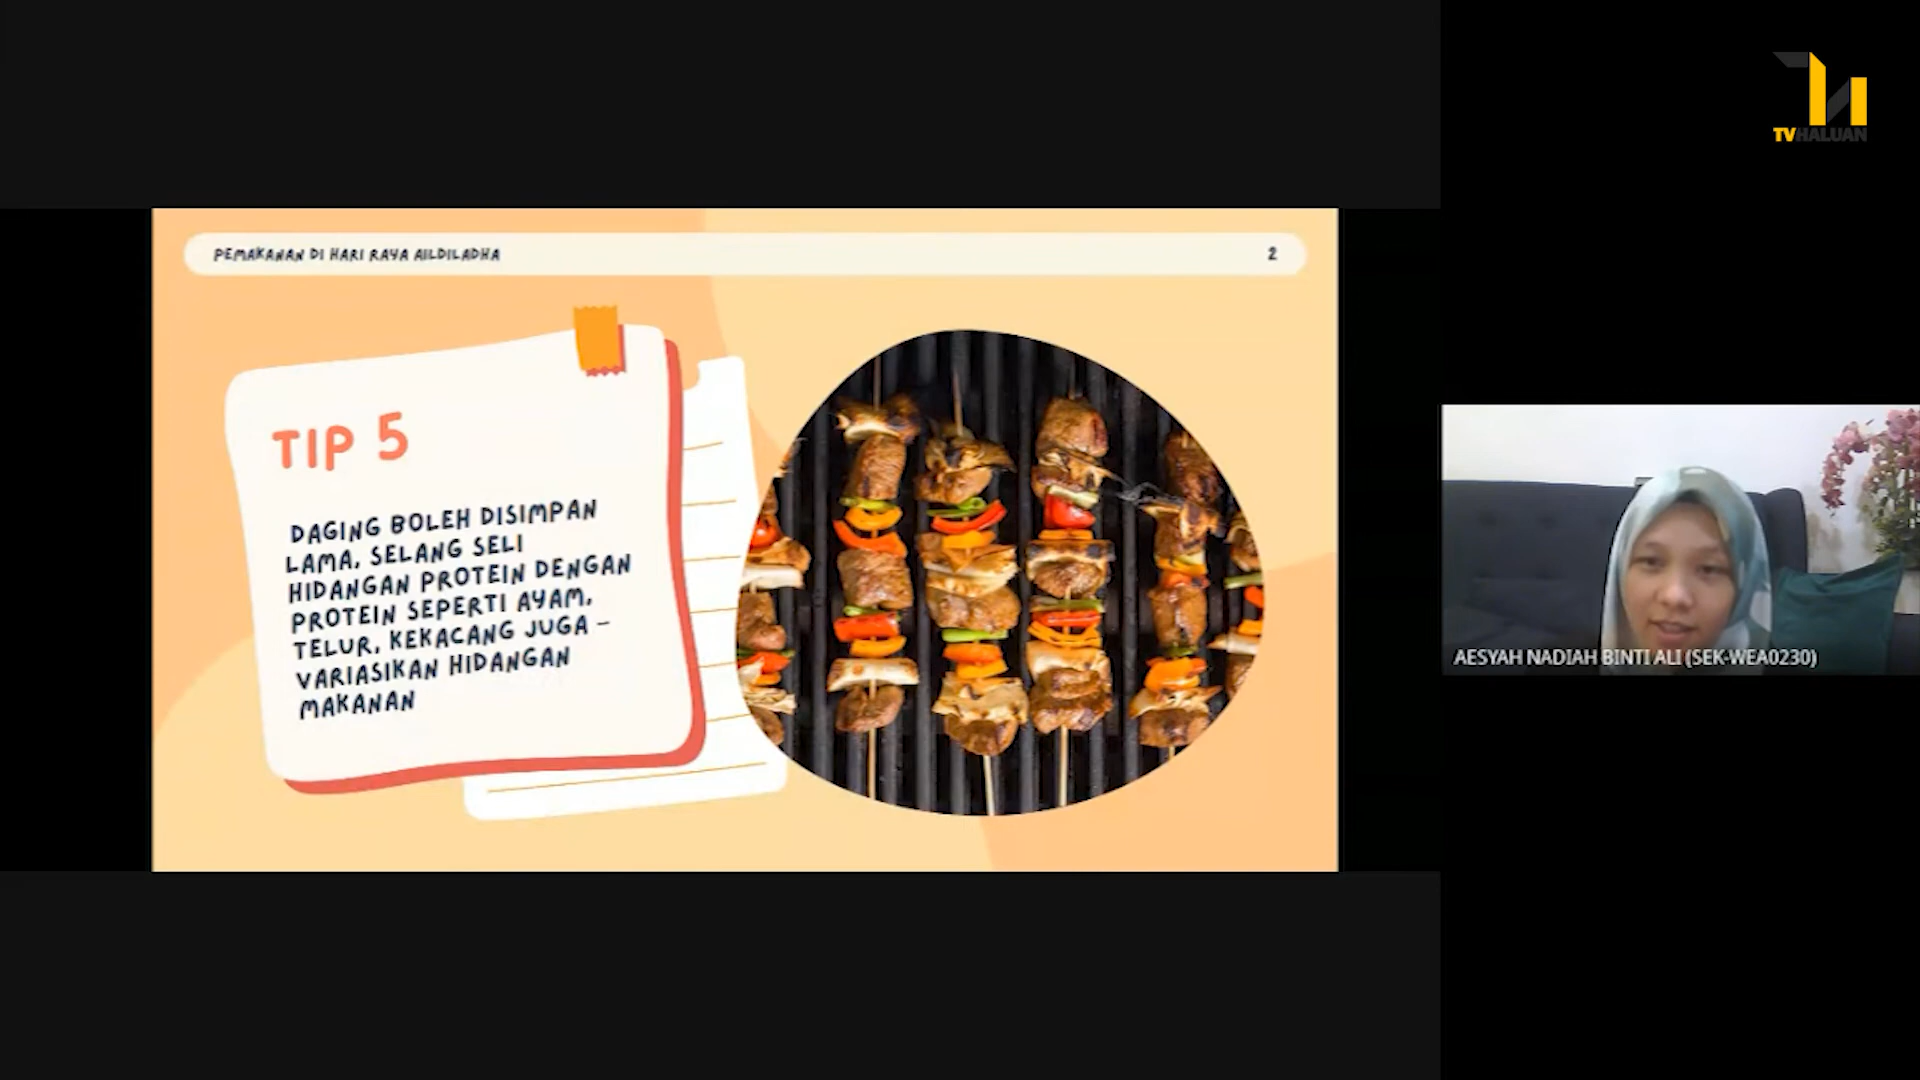 TVHALUAN
PEMAKANAN DI HARI RAYA AILDILADHA
2
TIP 5
DAGING BOLEH DISIMPAN
LAMA, SELANG SELI
HIDANGAN PROTEIN DENGAN
PROTEIN SEPERTI AYAM,
TELUR, KEKACANG JUGA -
VARIASIKAN HIDANGAN
MAKANAN
AESYAH NADIAH BINTI ALI (SEK-WEA0230)